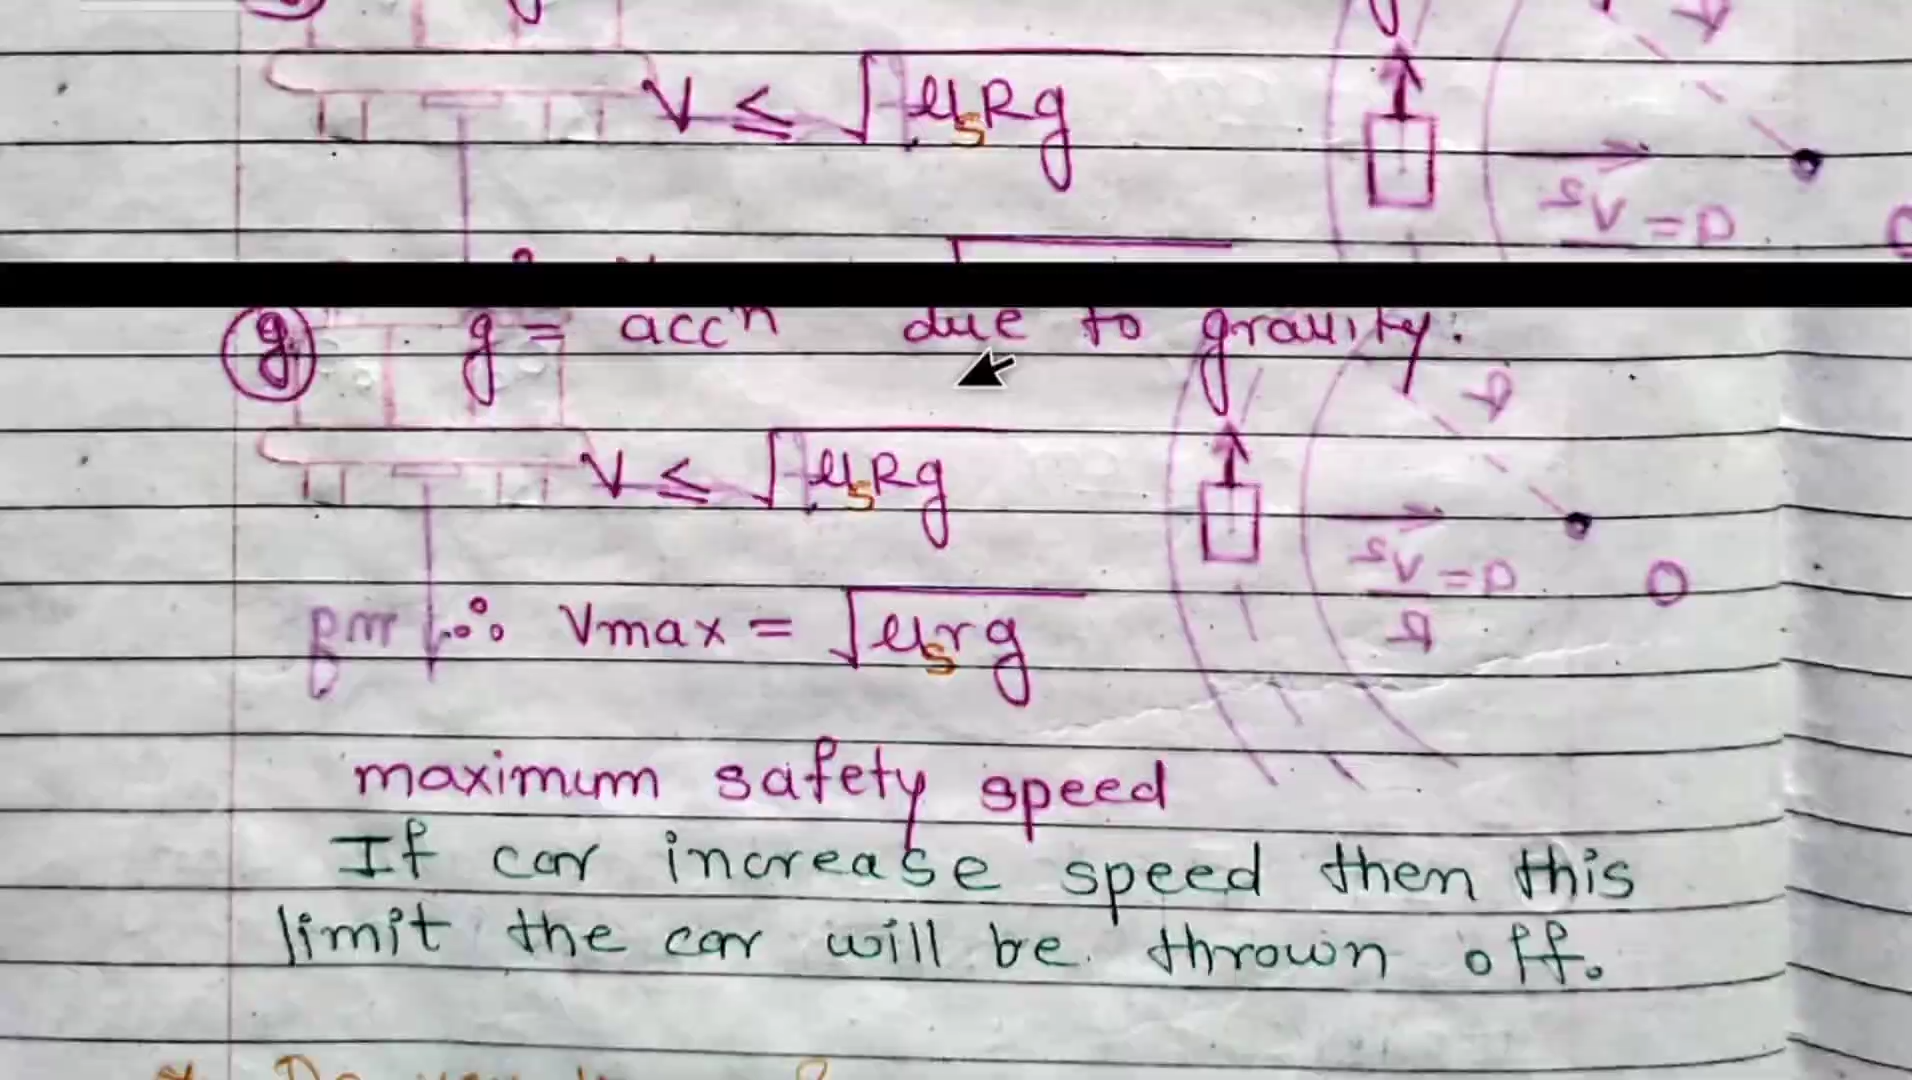 V ≤ √μsRg
(g) g = accⁿ due to gravity.
V ≤ √μsRg
∴ Vmax = √μsrg
maximum safety speed
If car increase speed then this
limit the car will be thrown off.